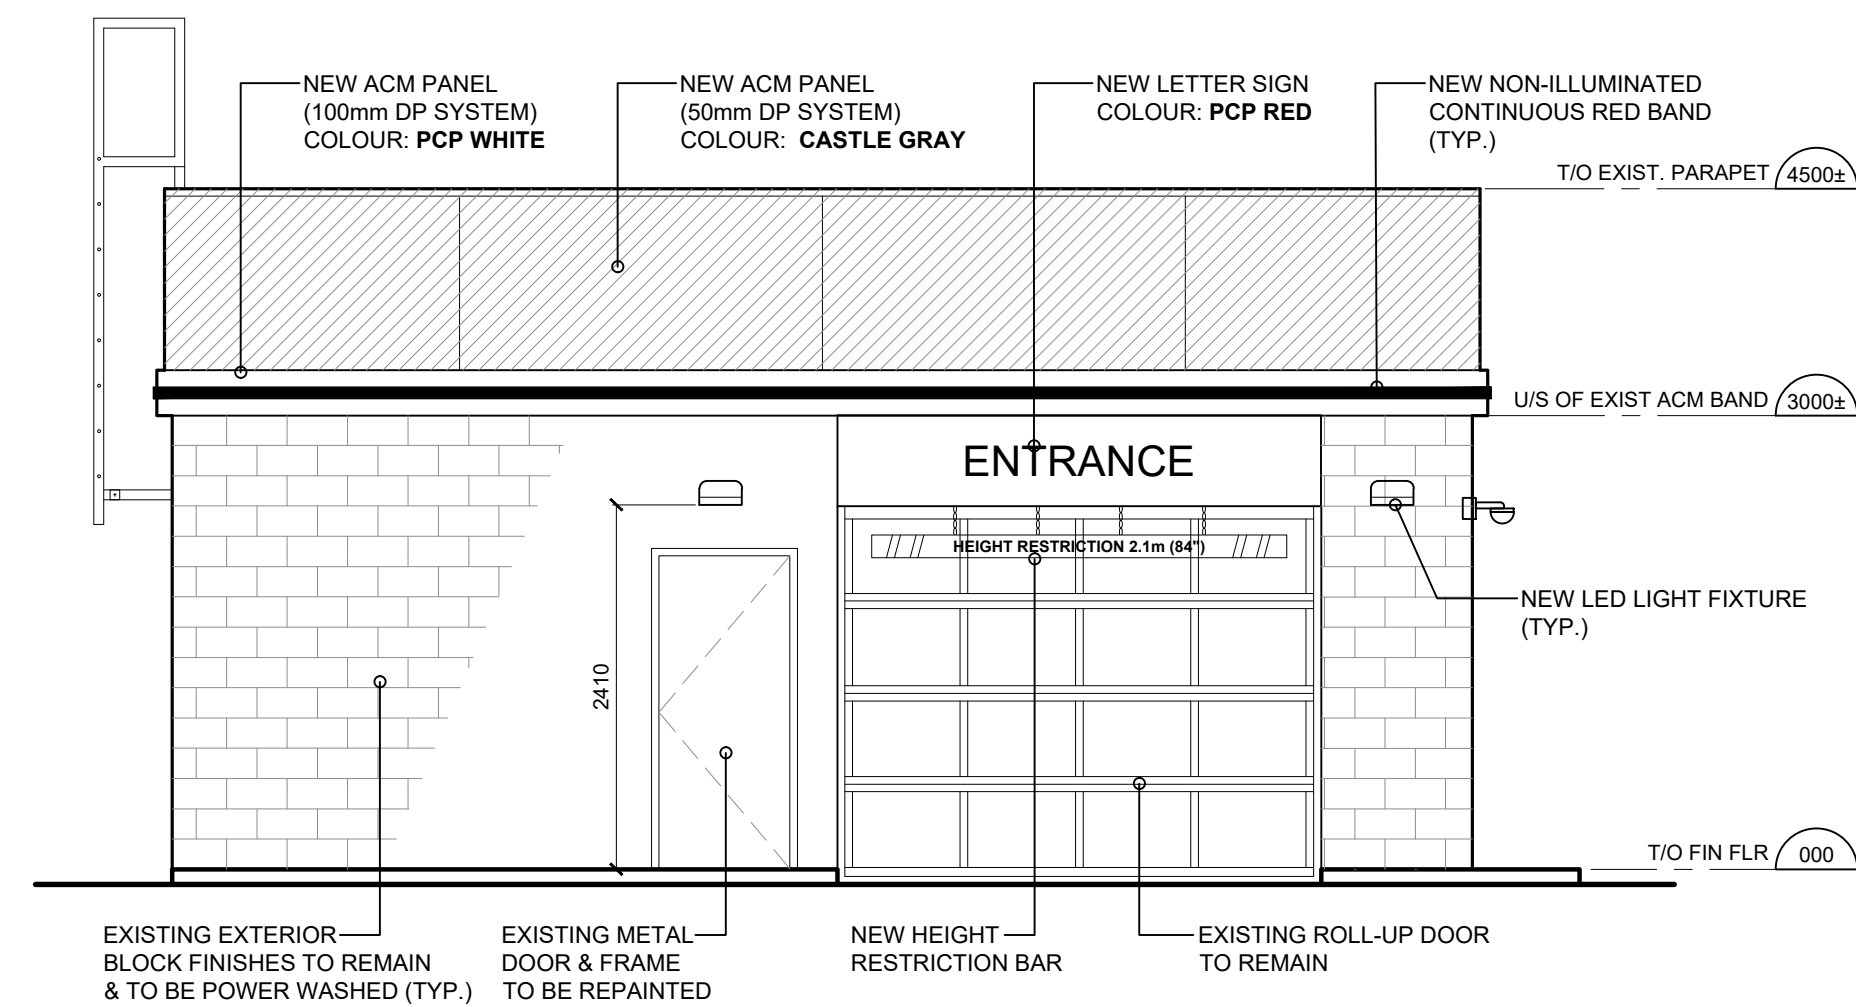 NEW ACM PANEL
(100mm DP SYSTEM)
COLOUR: PCP WHITE
NEW ACM PANEL
(50mm DP SYSTEM)
COLOUR: CASTLE GRAY
NEW LETTER SIGN
COLOUR: PCP RED
NEW NON-ILLUMINATED
CONTINUOUS RED BAND
(TYP.)
T/O EXIST. PARAPET 4500±
U/S OF EXIST ACM BAND 3000±
ENTRANCE
HEIGHT RESTRICTION 2.1m (84")
NEW LED LIGHT FIXTURE
(TYP.)
2410
T/O FIN FLR 000
EXISTING EXTERIOR
BLOCK FINISHES TO REMAIN
& TO BE POWER WASHED (TYP.)
EXISTING METAL
DOOR & FRAME
TO BE REPAINTED
NEW HEIGHT
RESTRICTION BAR
EXISTING ROLL-UP DOOR
TO REMAIN